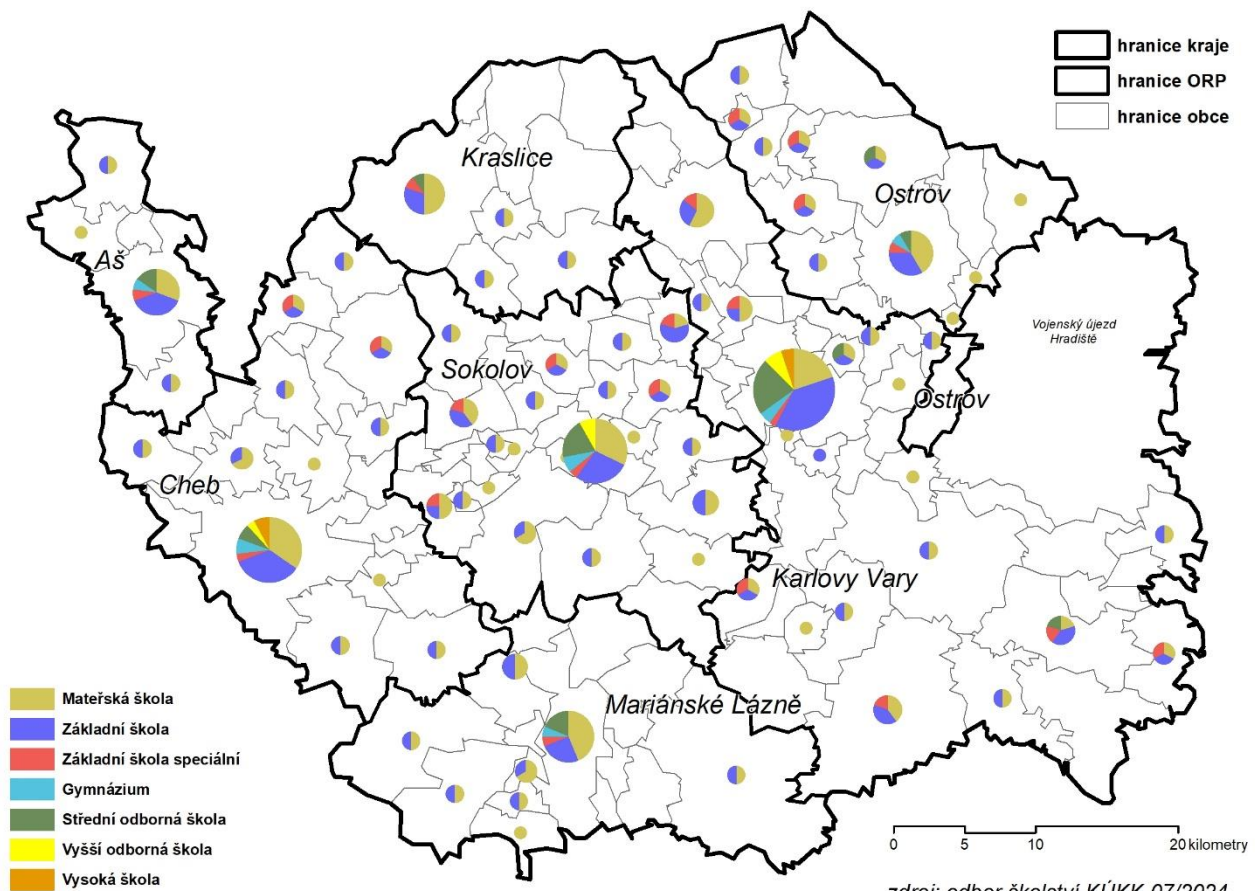 hranice kraje
hranice ORP
hranice obce
Kraslice
Ostrov
Aš
Vojenský újezd
Hradiště
Sokolov
Ostrov
Cheb
Karlovy Vary
Mariánské Lázně
Mateřská škola
Základní škola
Základní škola speciální
Gymnázium
Střední odborná škola
Vyšší odborná škola
Vysoká škola
0 5 10 20 kilometry
zdroj: odbor školství KÚKK 07/2024